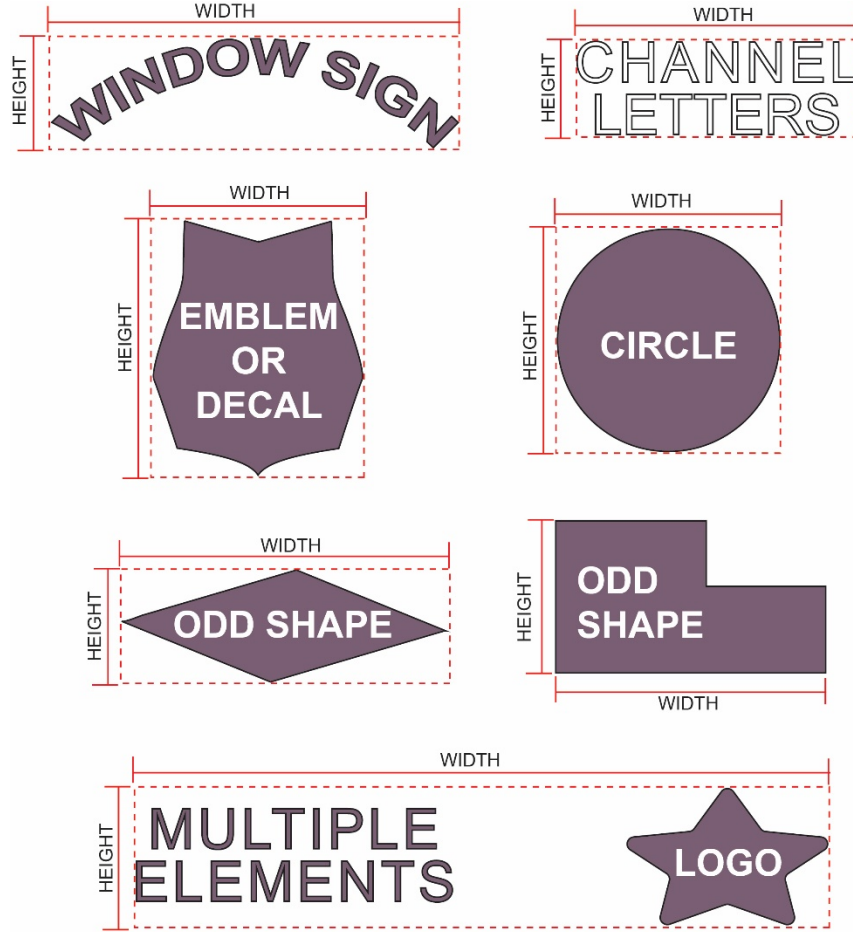 WIDTH
HEIGHT
WINDOW SIGN
WIDTH
HEIGHT
CHANNEL
LETTERS
WIDTH
HEIGHT
EMBLEM
OR
DECAL
WIDTH
HEIGHT
CIRCLE
WIDTH
HEIGHT
ODD SHAPE
HEIGHT
ODD
SHAPE
WIDTH
WIDTH
HEIGHT
MULTIPLE
ELEMENTS
LOGO